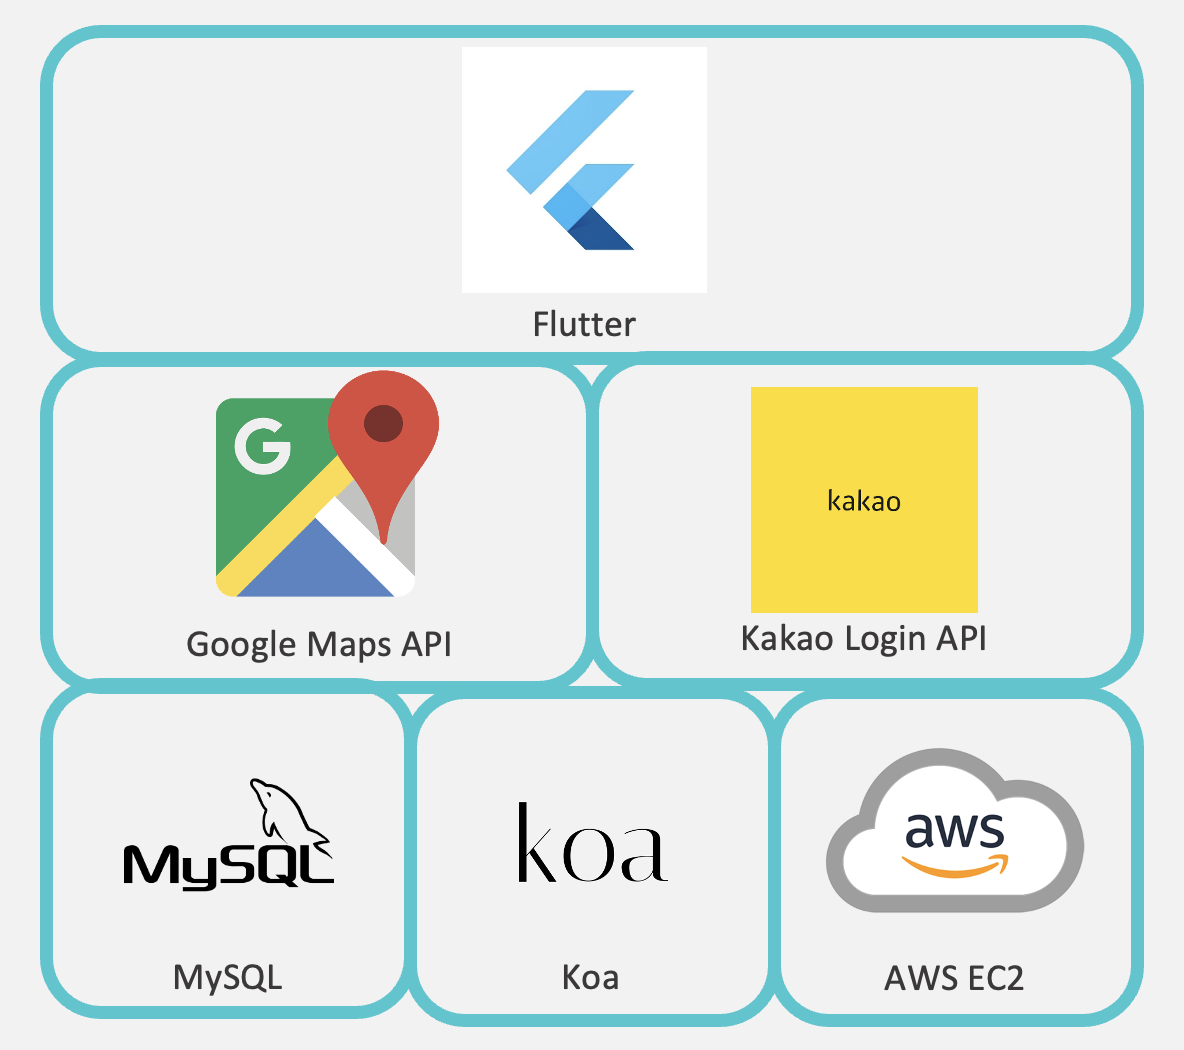 Flutter
G
Google Maps API
kakao
Kakao Login API
MySQL
MySQL
koa
Koa
aws
AWS EC2